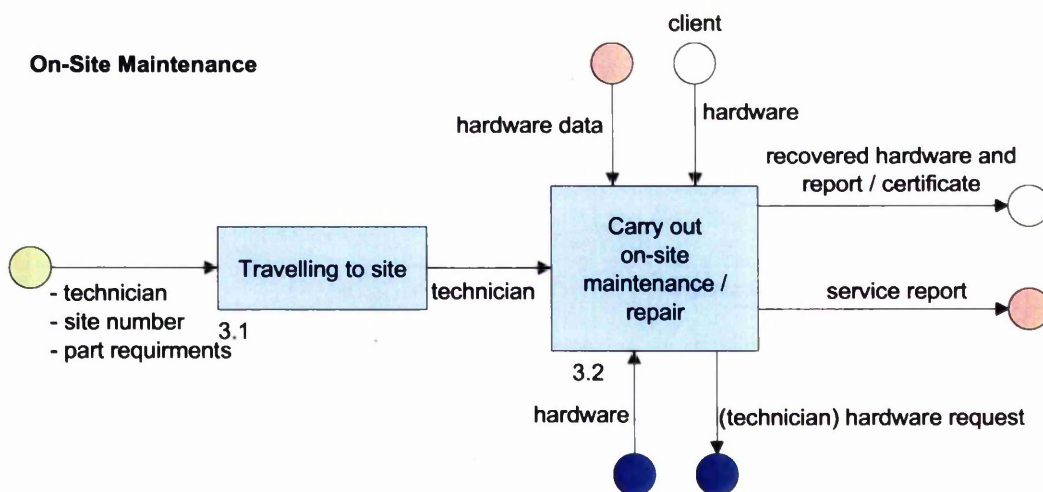 client
On-Site Maintenance
hardware data
hardware
recovered hardware and
report / certificate
Carry out
on-site
maintenance /
repair
Travelling to site
technician
service report
- technician
- site number
- part requirments
3.1
3.2
hardware
(technician) hardware request